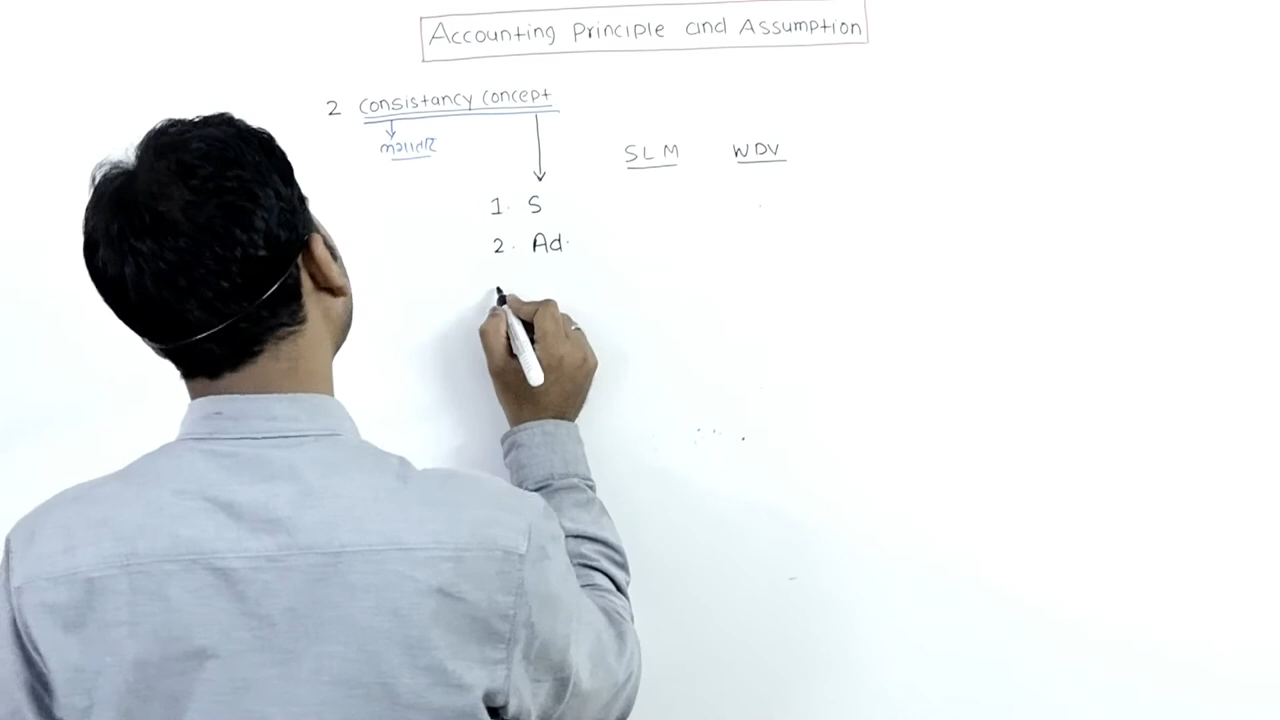 Accounting Principle and Assumption
2 Consistancy Concept
SLM WDV
1. S
2. Ad.